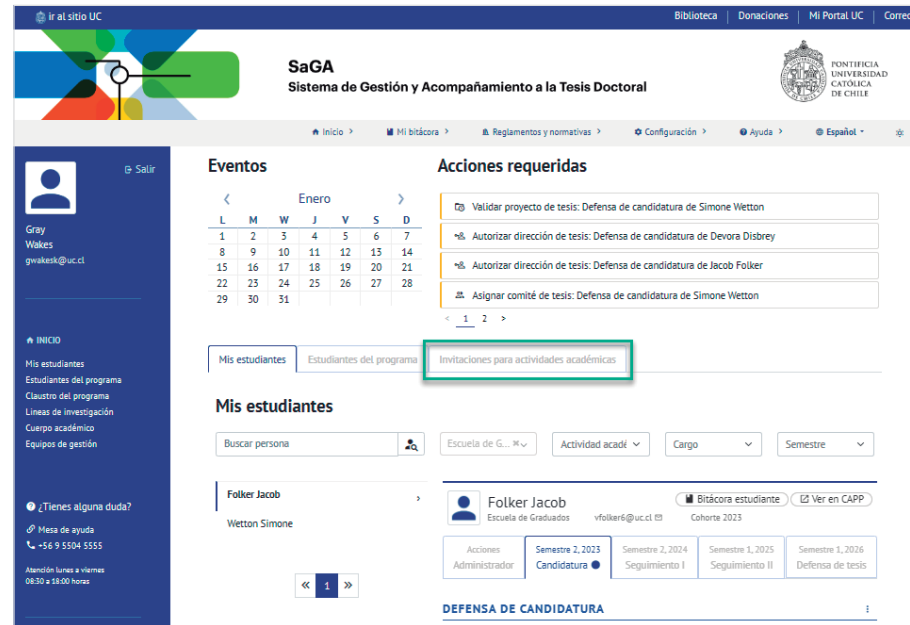 ir al sitio UC
Biblioteca Donaciones Mi Portal UC Correo
SaGA
Sistema de Gestión y Acompañamiento a la Tesis Doctoral
PONTIFICIA
UNIVERSIDAD
CATÓLICA
DE CHILE
Inicio > Mi bitácora > Reglamentos y normativas > Configuración > Ayuda > Español
Salir
Gray
Wakes
gwakesk@uc.cl
INICIO
Mis estudiantes
Estudiantes del programa
Claustro del programa
Lineas de investigación
Cuerpo académico
Equipos de gestión
¿Tienes alguna duda?
Mesa de ayuda
+56 9 5504 5555
Atención lunes a viernes
08:30 a 18:00 horas
Eventos
< Enero >
L M W J V S D
1 2 3 4 5 6 7
8 9 10 11 12 13 14
15 16 17 18 19 20 21
22 23 24 25 26 27 28
29 30 31
Acciones requeridas
Validar proyecto de tesis: Defensa de candidatura de Simone Wetton
Autorizar dirección de tesis: Defensa de candidatura de Devora Disbrey
Autorizar dirección de tesis: Defensa de candidatura de Jacob Folker
Asignar comité de tesis: Defensa de candidatura de Simone Wetton
< 1 2 >
Mis estudiantes Estudiantes del programa Invitaciones para actividades académicas
Mis estudiantes
Buscar persona Escuela de G... Actividad acadé Cargo Semestre
Folker Jacob >
Wetton Simone
« 1 »
Folker Jacob Bitácora estudiante Ver en CAPP
Escuela de Graduados vfolker6@uc.cl Cohorte 2023
Acciones Semestre 2, 2023 Semestre 2, 2024 Semestre 1, 2025 Semestre 1, 2026
Administrador Candidatura Seguimiento I Seguimiento II Defensa de tesis
DEFENSA DE CANDIDATURA